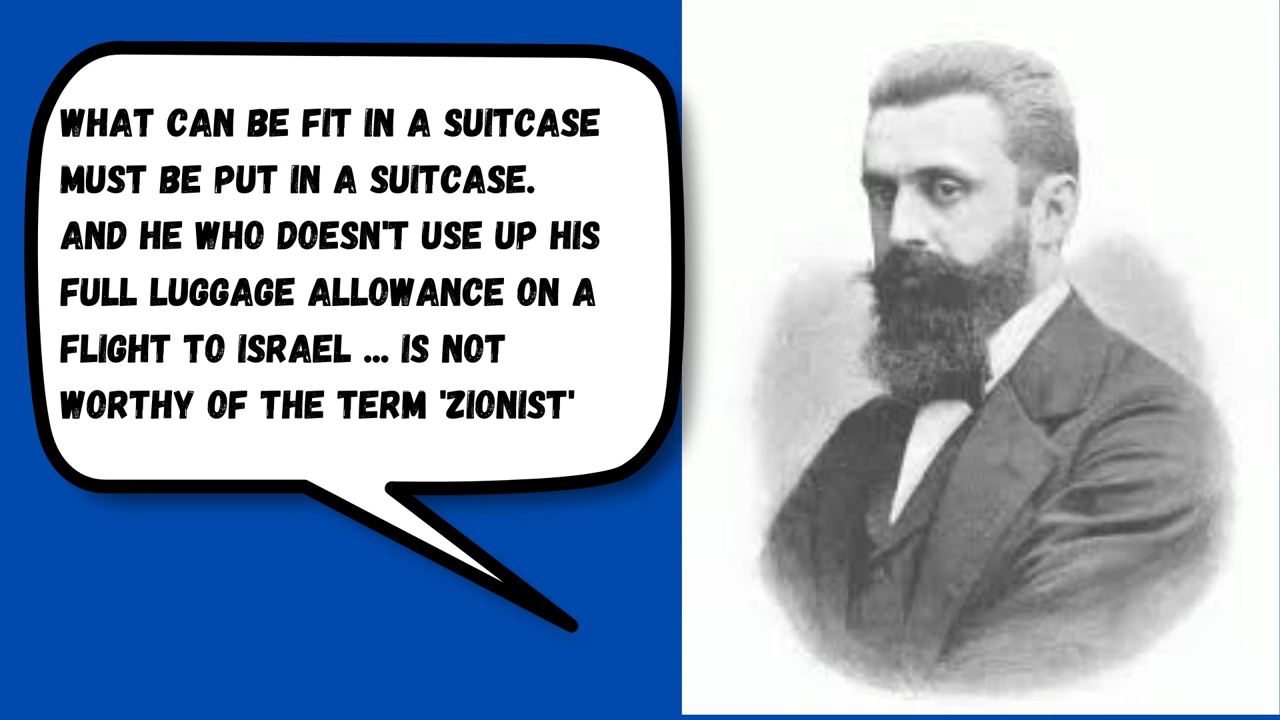 WHAT CAN BE FIT IN A SUITCASE
MUST BE PUT IN A SUITCASE.
AND HE WHO DOESN'T USE UP HIS
FULL LUGGAGE ALLOWANCE ON A
FLIGHT TO ISRAEL ... IS NOT
WORTHY OF THE TERM 'ZIONIST'